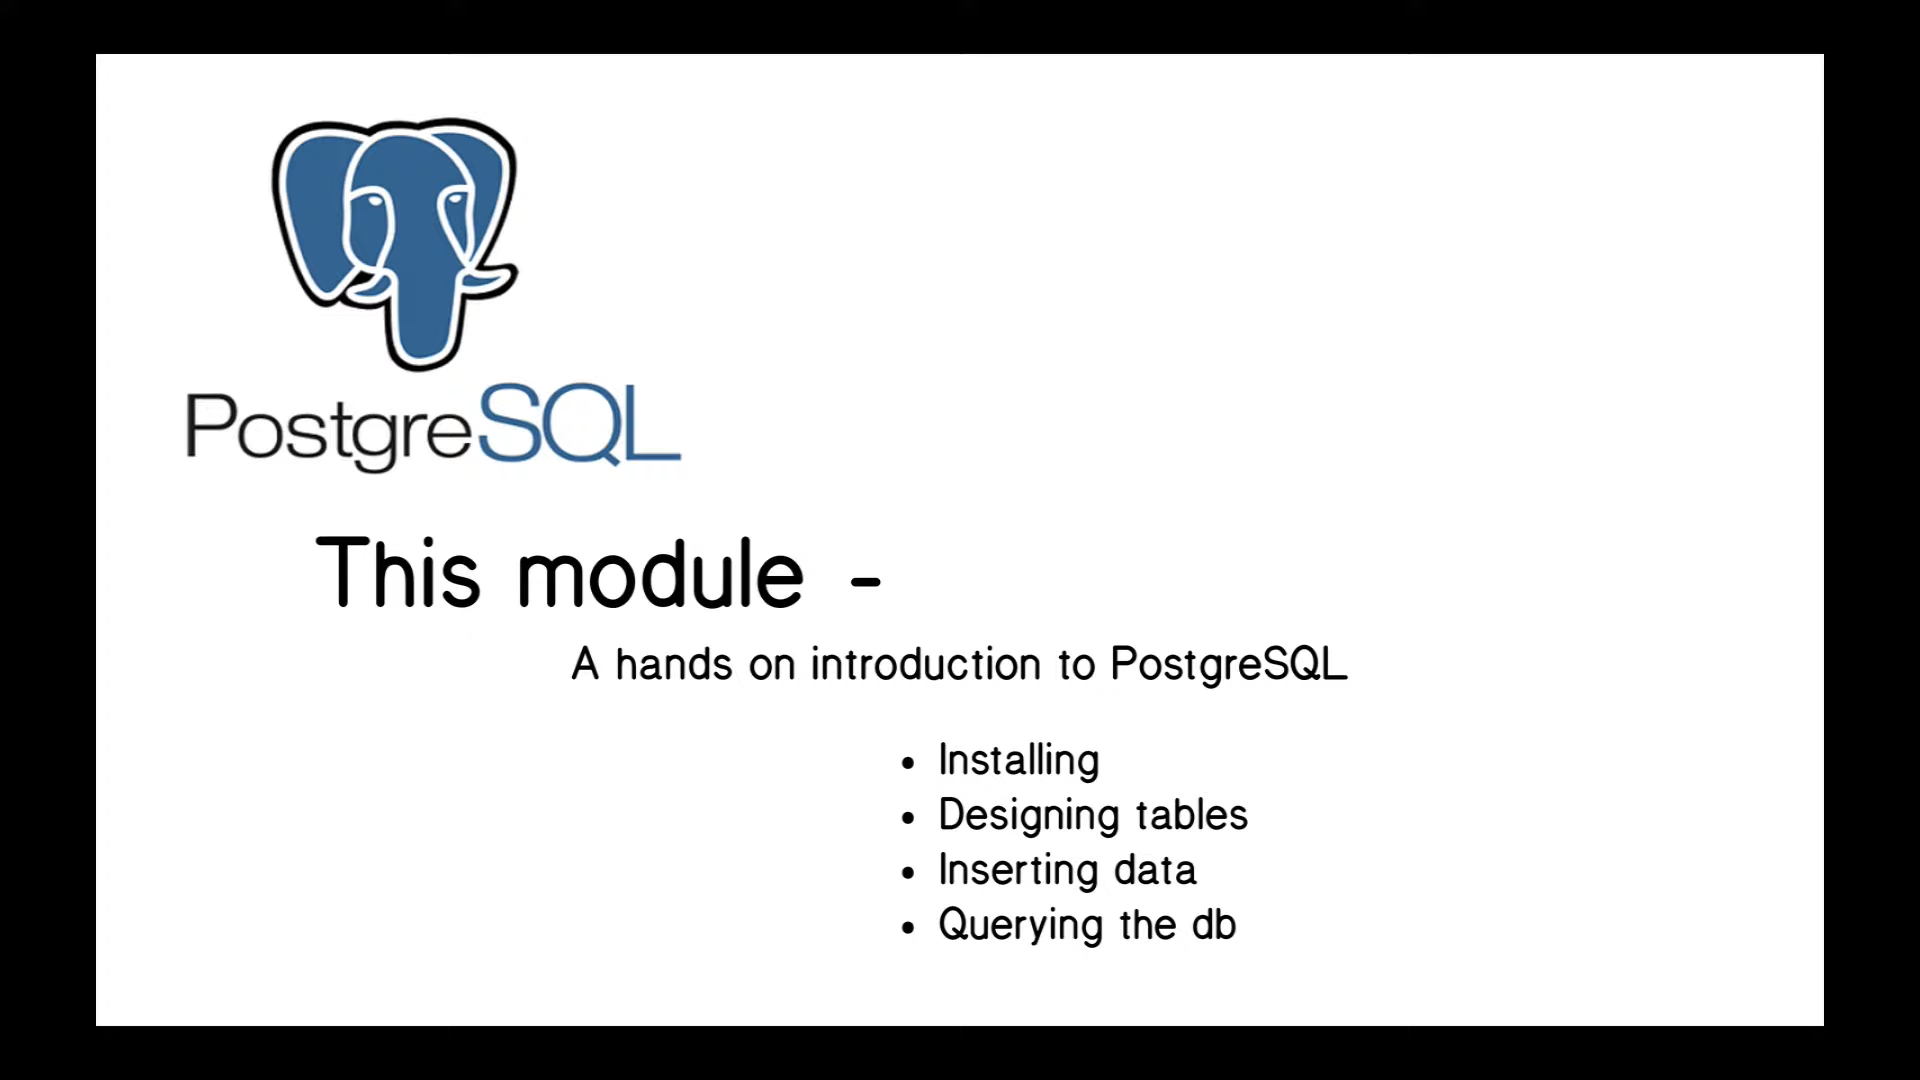 PostgreSQL
This module -
A hands on introduction to PostgreSQL
• Installing
• Designing tables
• Inserting data
• Querying the db